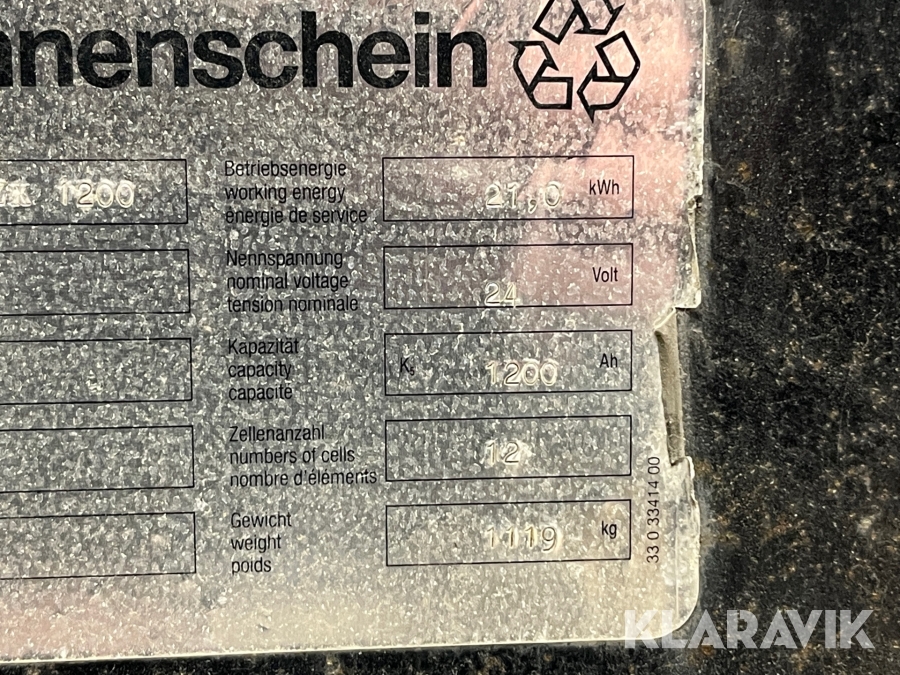 nnenschein
1200
Betriebsenergie
working energy
énergie de service
21,0 kWh
Nennspannung
nominal voltage
tension nominale
24 Volt
Kapazität
capacity
capacité
K₅ 1200 Ah
Zellenanzahl
numbers of cells
nombre d'éléments
12
Gewicht
weight
poids
1119 kg
33 0 33414 00
KLARAVIK